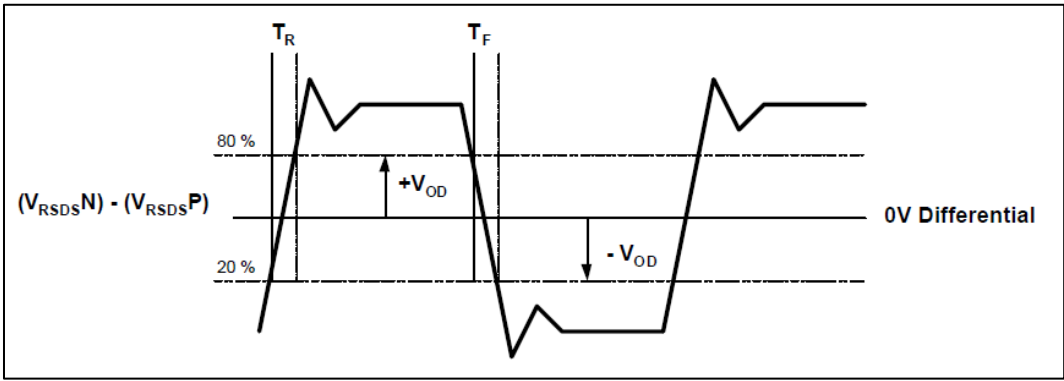 T_R T_F
80 %
+V_OD
(V_RSDS N) - (V_RSDS P) 0V Differential
- V_OD
20 %